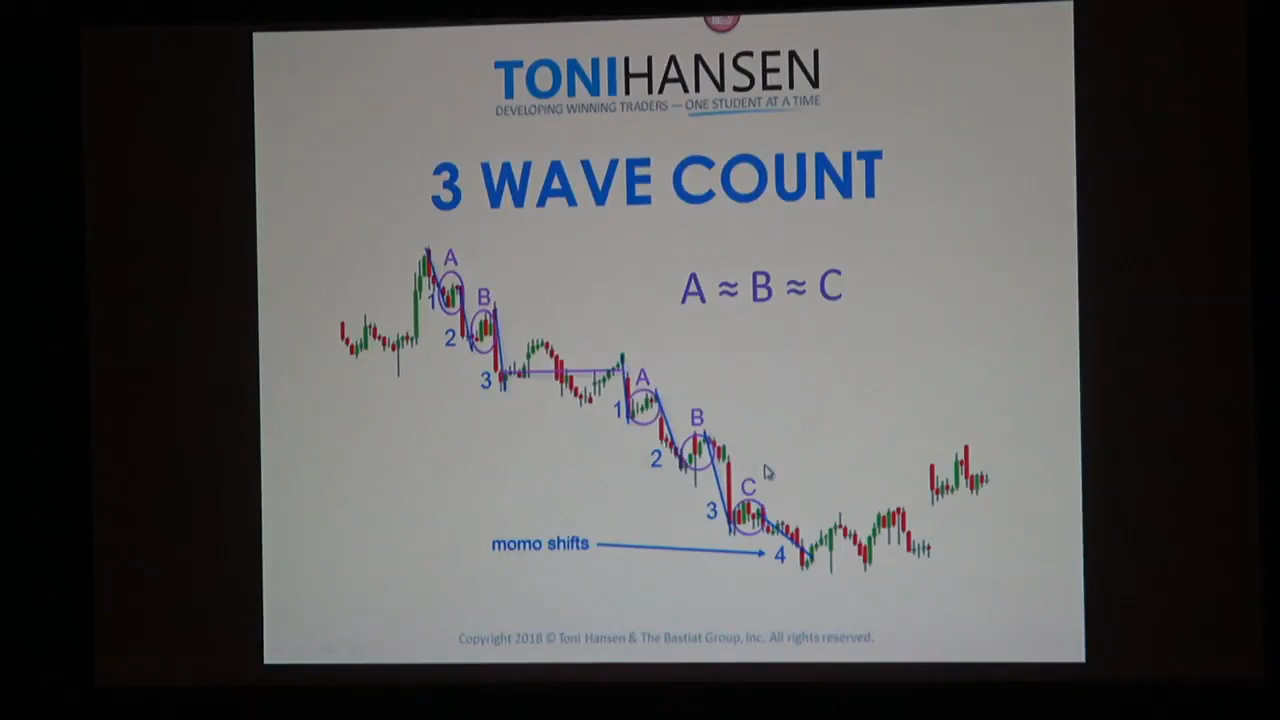 TONIHANSEN
DEVELOPING WINNING TRADERS — ONE STUDENT AT A TIME
3 WAVE COUNT
A ≈ B ≈ C
A
1
B
2
3
A
1
B
2
C
3
momo shifts
4
Copyright 2018 © Toni Hansen & The Bastiat Group, Inc. All rights reserved.